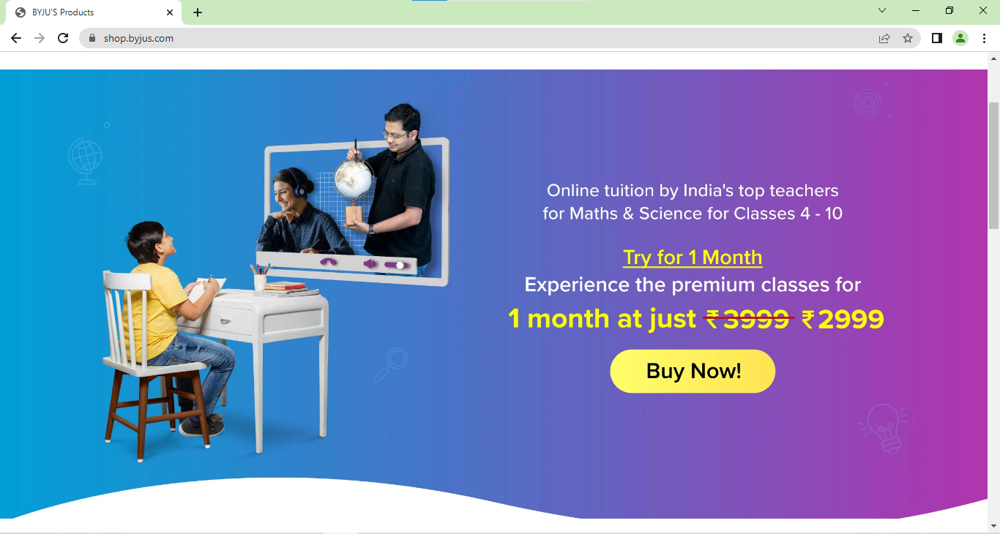 BYJU'S Products
shop.byjus.com
Online tuition by India's top teachers
for Maths & Science for Classes 4 - 10
Try for 1 Month
Experience the premium classes for
1 month at just ₹3999 ₹2999
Buy Now!